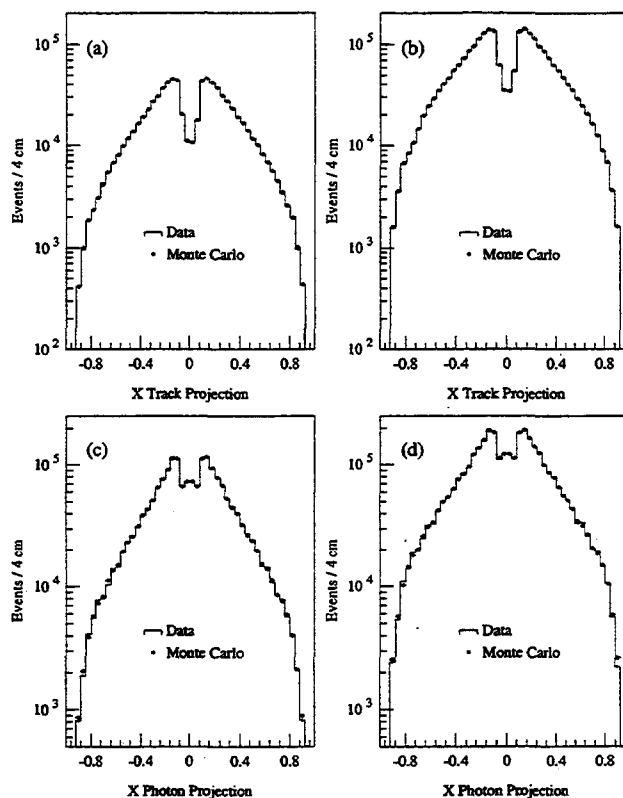 (a)
Events / 4 cm
10^5
10^4
10^3
10^2
Data
Monte Carlo
-0.8 -0.4 0 0.4 0.8
X Track Projection
(b)
Events / 4 cm
10^5
10^4
10^3
10^2
Data
Monte Carlo
-0.8 -0.4 0 0.4 0.8
X Track Projection
(c)
Events / 4 cm
10^5
10^4
10^3
Data
Monte Carlo
-0.8 -0.4 0 0.4 0.8
X Photon Projection
(d)
Events / 4 cm
10^5
10^4
10^3
Data
Monte Carlo
-0.8 -0.4 0 0.4 0.8
X Photon Projection